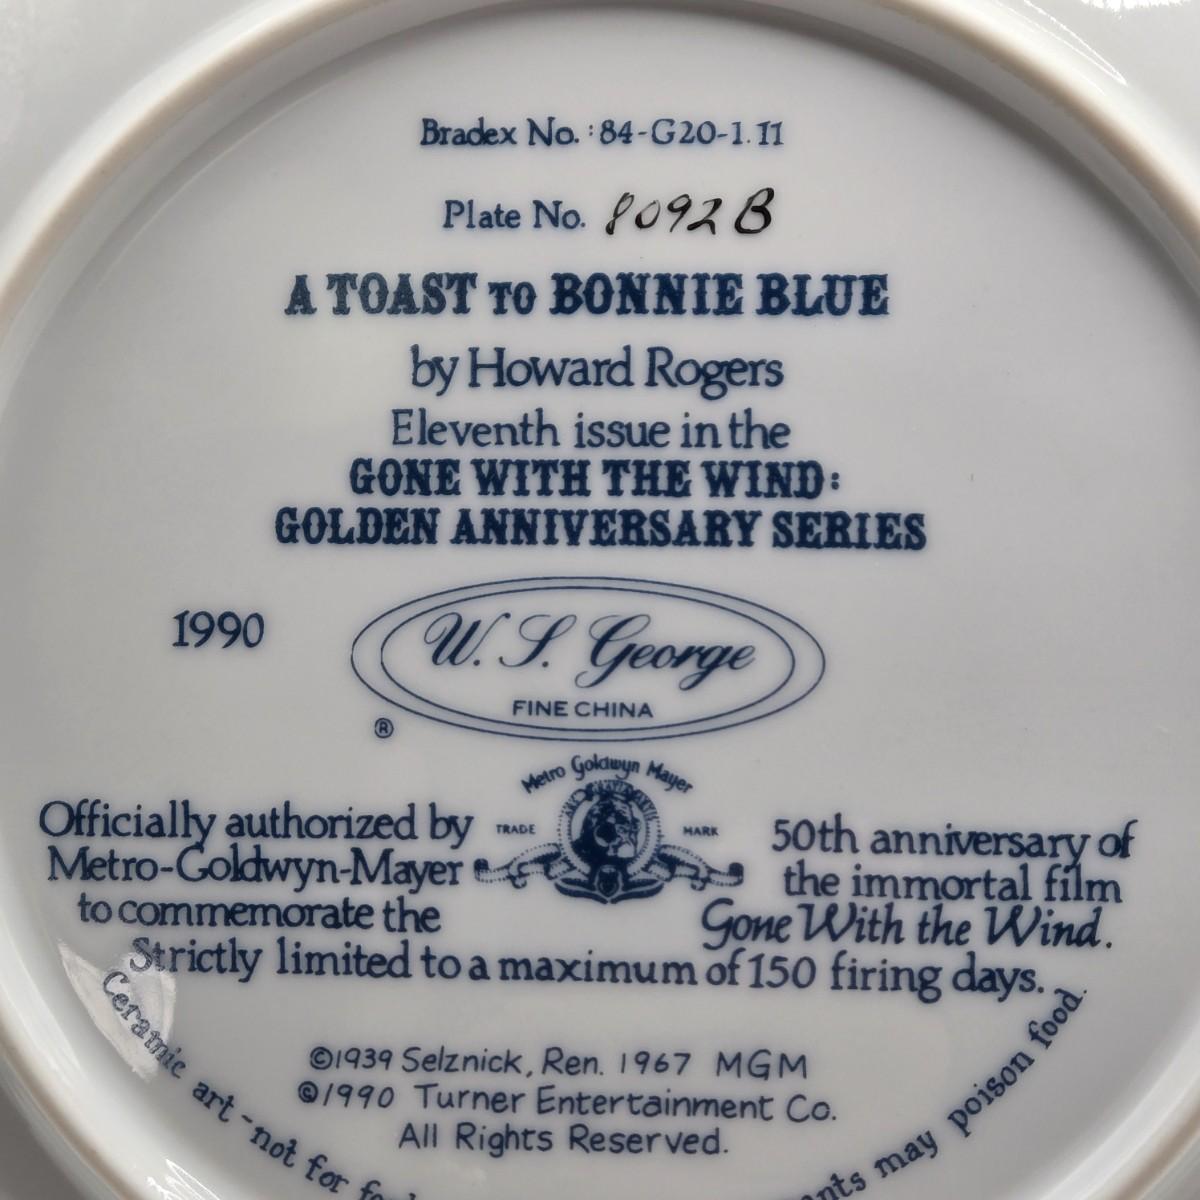 Bradex No. : 84-G20-1.11
Plate No. 8092B
A TOAST TO BONNIE BLUE
by Howard Rogers
Eleventh issue in the
GONE WITH THE WIND:
GOLDEN ANNIVERSARY SERIES
1990
W. S. George
FINE CHINA
®
Metro Goldwyn Mayer
TRADE MARK
Officially authorized by
Metro-Goldwyn-Mayer
to commemorate the
50th anniversary of
the immortal film
Gone With the Wind.
Strictly limited to a maximum of 150 firing days.
©1939 Selznick, Ren. 1967 MGM
©1990 Turner Entertainment Co.
All Rights Reserved.
Ceramic art - not for
may poison food.